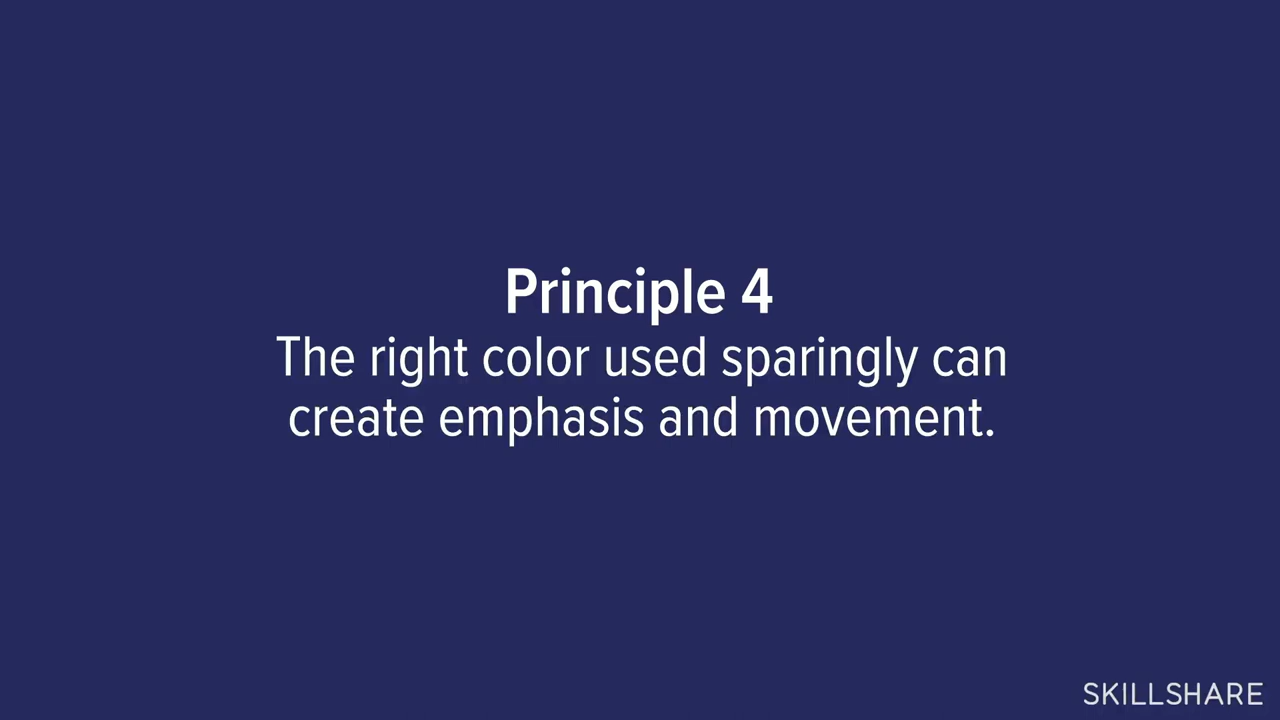 Principle 4
The right color used sparingly can
create emphasis and movement.
SKILLSHARE